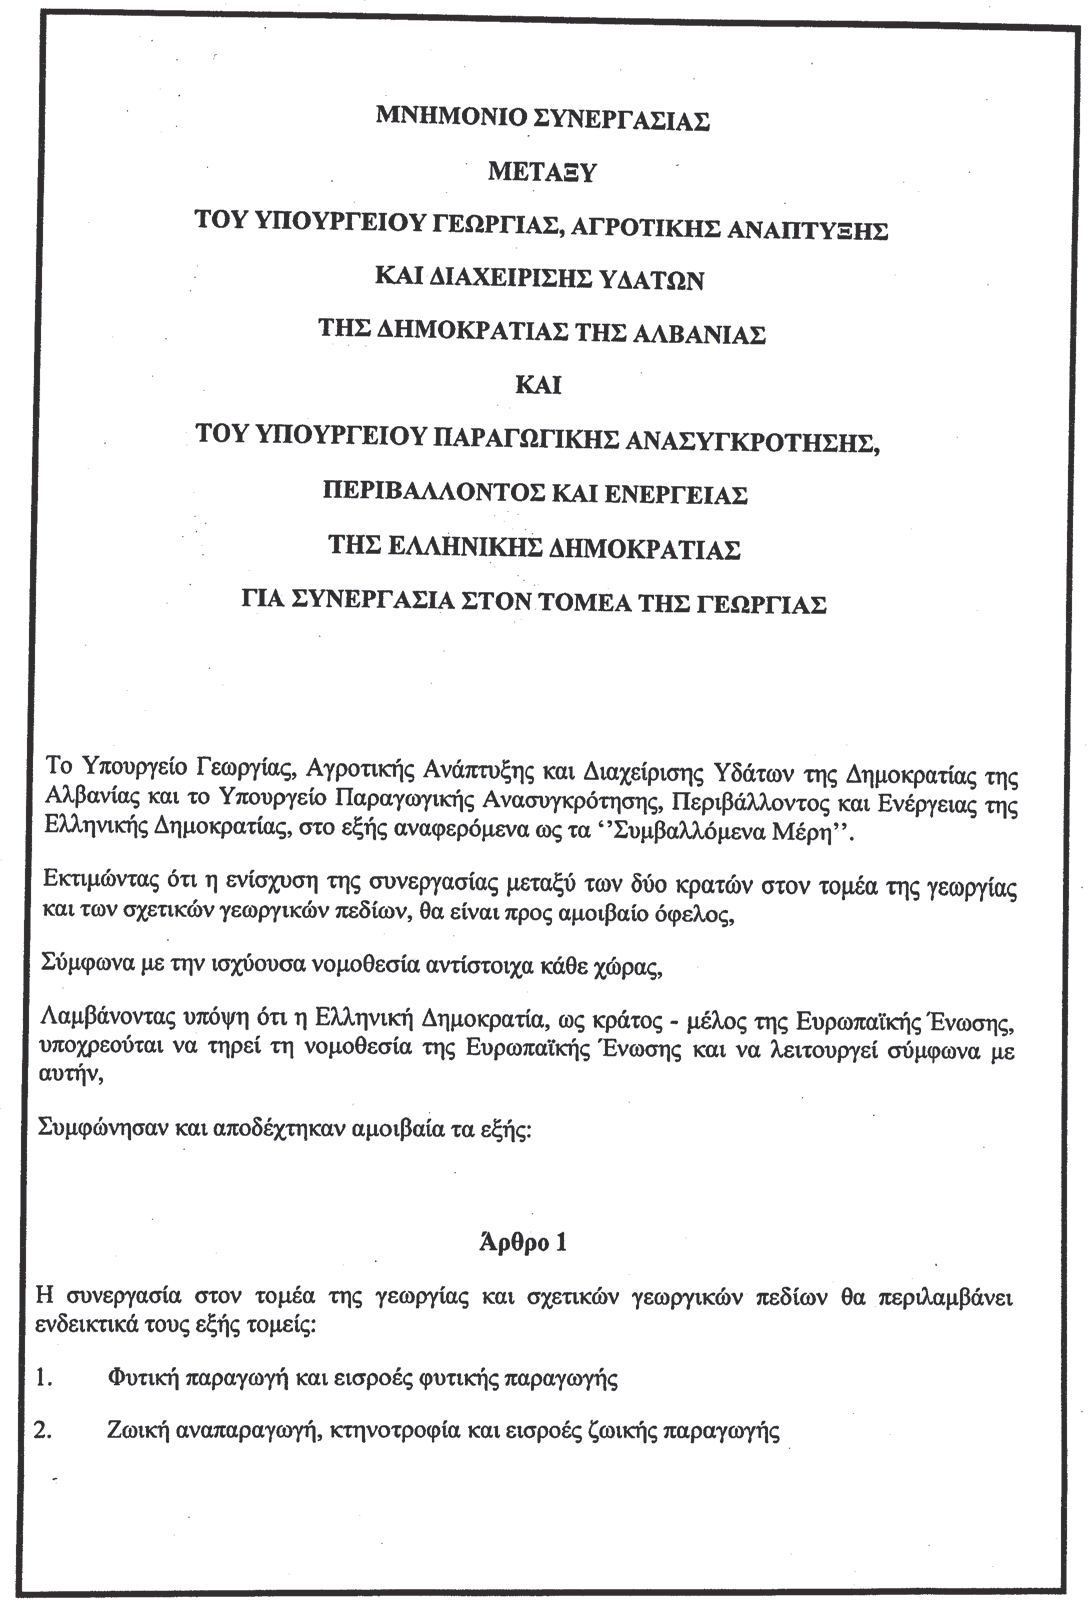 ΜΝΗΜΟΝΙΟ ΣΥΝΕΡΓΑΣΙΑΣ
ΜΕΤΑΞΥ
ΤΟΥ ΥΠΟΥΡΓΕΙΟΥ ΓΕΩΡΓΙΑΣ, ΑΓΡΟΤΙΚΗΣ ΑΝΑΠΤΥΞΗΣ
ΚΑΙ ΔΙΑΧΕΙΡΙΣΗΣ ΥΔΑΤΩΝ
ΤΗΣ ΔΗΜΟΚΡΑΤΙΑΣ ΤΗΣ ΑΛΒΑΝΙΑΣ
ΚΑΙ
ΤΟΥ ΥΠΟΥΡΓΕΙΟΥ ΠΑΡΑΓΩΓΙΚΗΣ ΑΝΑΣΥΓΚΡΟΤΗΣΗΣ,
ΠΕΡΙΒΑΛΛΟΝΤΟΣ ΚΑΙ ΕΝΕΡΓΕΙΑΣ
ΤΗΣ ΕΛΛΗΝΙΚΗΣ ΔΗΜΟΚΡΑΤΙΑΣ
ΓΙΑ ΣΥΝΕΡΓΑΣΙΑ ΣΤΟΝ ΤΟΜΕΑ ΤΗΣ ΓΕΩΡΓΙΑΣ
Το Υπουργείο Γεωργίας, Αγροτικής Ανάπτυξης και Διαχείρισης Υδάτων της Δημοκρατίας της
Αλβανίας και το Υπουργείο Παραγωγικής Ανασυγκρότησης, Περιβάλλοντος και Ενέργειας της
Ελληνικής Δημοκρατίας, στο εξής αναφερόμενα ως τα ‘’Συμβαλλόμενα Μέρη’’.
Εκτιμώντας ότι η ενίσχυση της συνεργασίας μεταξύ των δύο κρατών στον τομέα της γεωργίας
και των σχετικών γεωργικών πεδίων, θα είναι προς αμοιβαίο όφελος,
Σύμφωνα με την ισχύουσα νομοθεσία αντίστοιχα κάθε χώρας,
Λαμβάνοντας υπόψη ότι η Ελληνική Δημοκρατία, ως κράτος - μέλος της Ευρωπαϊκής Ένωσης,
υποχρεούται να τηρεί τη νομοθεσία της Ευρωπαϊκής Ένωσης και να λειτουργεί σύμφωνα με
αυτήν,
Συμφώνησαν και αποδέχτηκαν αμοιβαία τα εξής:
Άρθρο 1
Η συνεργασία στον τομέα της γεωργίας και σχετικών γεωργικών πεδίων θα περιλαμβάνει
ενδεικτικά τους εξής τομείς:
1. Φυτική παραγωγή και εισροές φυτικής παραγωγής
2. Ζωική αναπαραγωγή, κτηνοτροφία και εισροές ζωικής παραγωγής